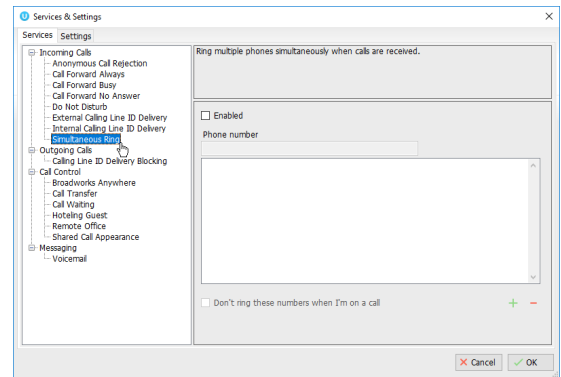 Services & Settings
Services Settings
Incoming Calls
Anonymous Call Rejection
Call Forward Always
Call Forward Busy
Call Forward No Answer
Do Not Disturb
External Calling Line ID Delivery
Internal Calling Line ID Delivery
Simultaneous Ring
Outgoing Calls
Calling Line ID Delivery Blocking
Call Control
Broadworks Anywhere
Call Transfer
Call Waiting
Hoteling Guest
Remote Office
Shared Call Appearance
Messaging
Voicemail
Ring multiple phones simultaneously when calls are received.
Enabled
Phone number
Don't ring these numbers when I'm on a call
Cancel OK